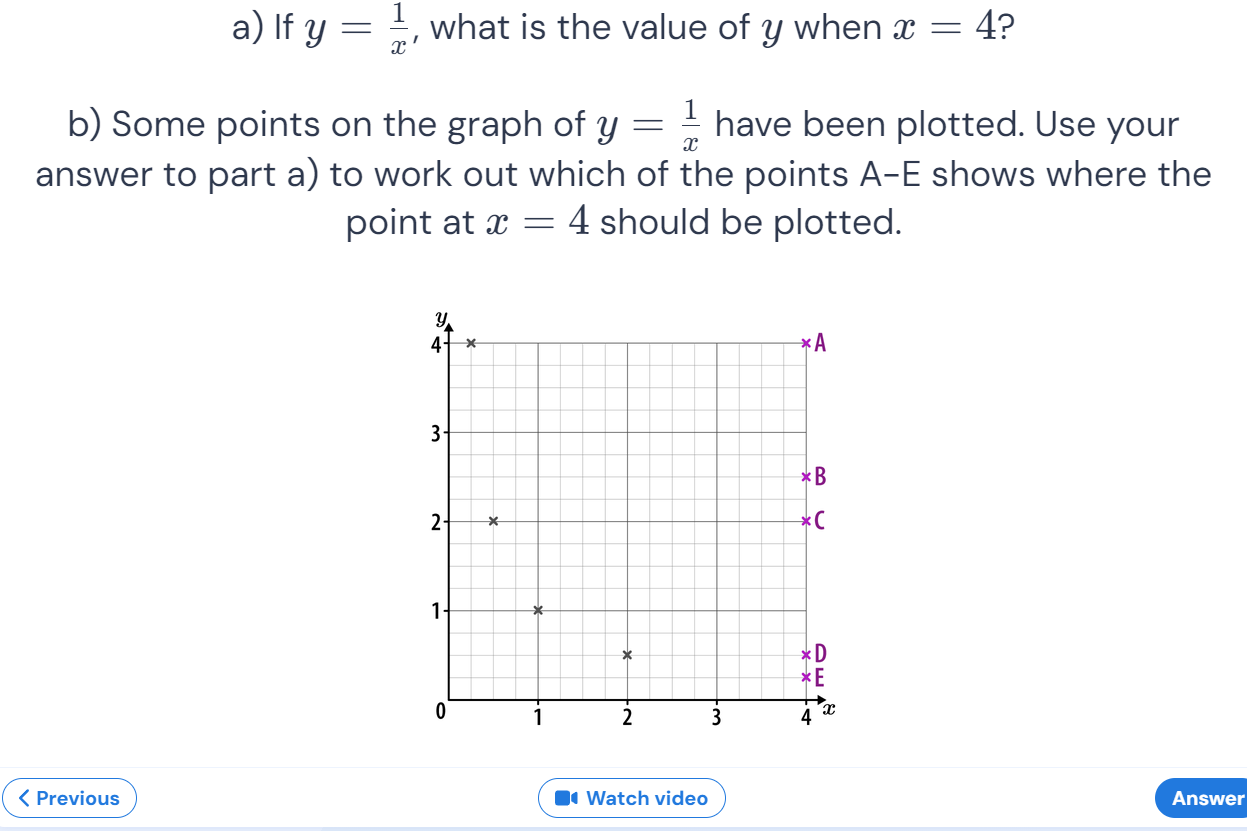 a) If y = 1/x, what is the value of y when x = 4?
b) Some points on the graph of y = 1/x have been plotted. Use your
answer to part a) to work out which of the points A-E shows where the
point at x = 4 should be plotted.
y
4
A
3
B
2
C
1
D
E
0
1
2
3
4
x
Previous
Watch video
Answer